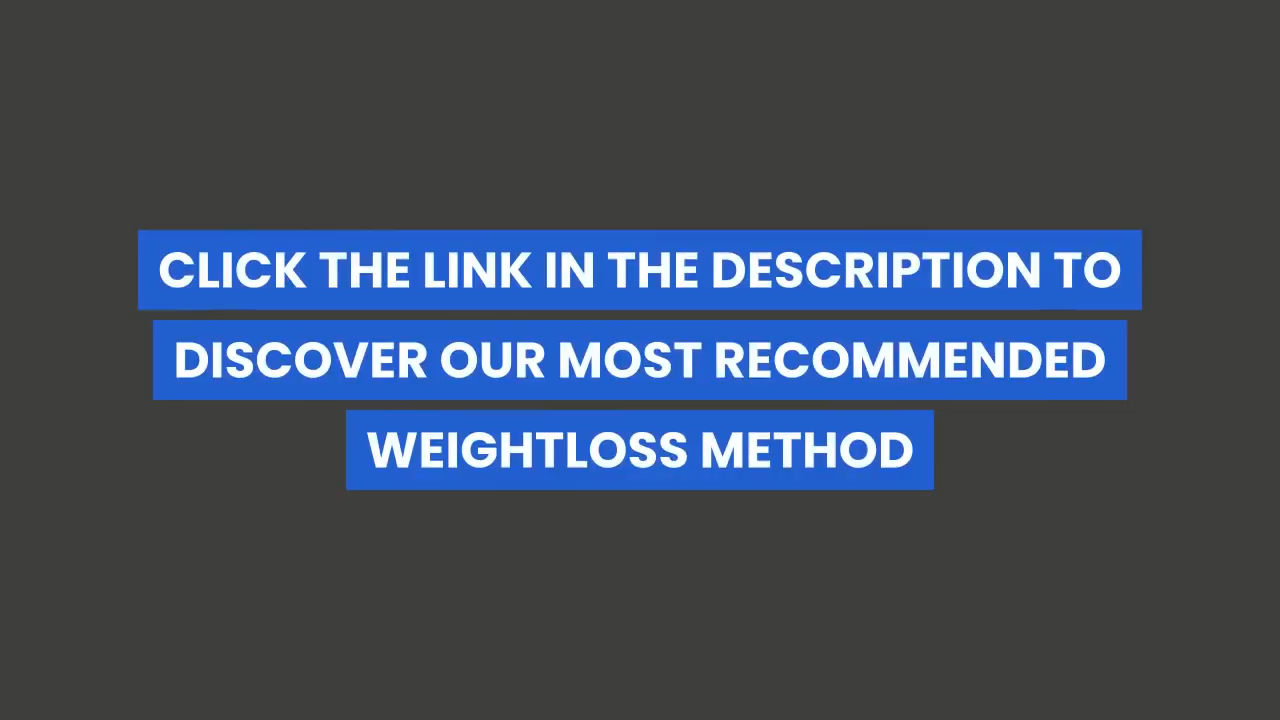 CLICK THE LINK IN THE DESCRIPTION TO
DISCOVER OUR MOST RECOMMENDED
WEIGHTLOSS METHOD